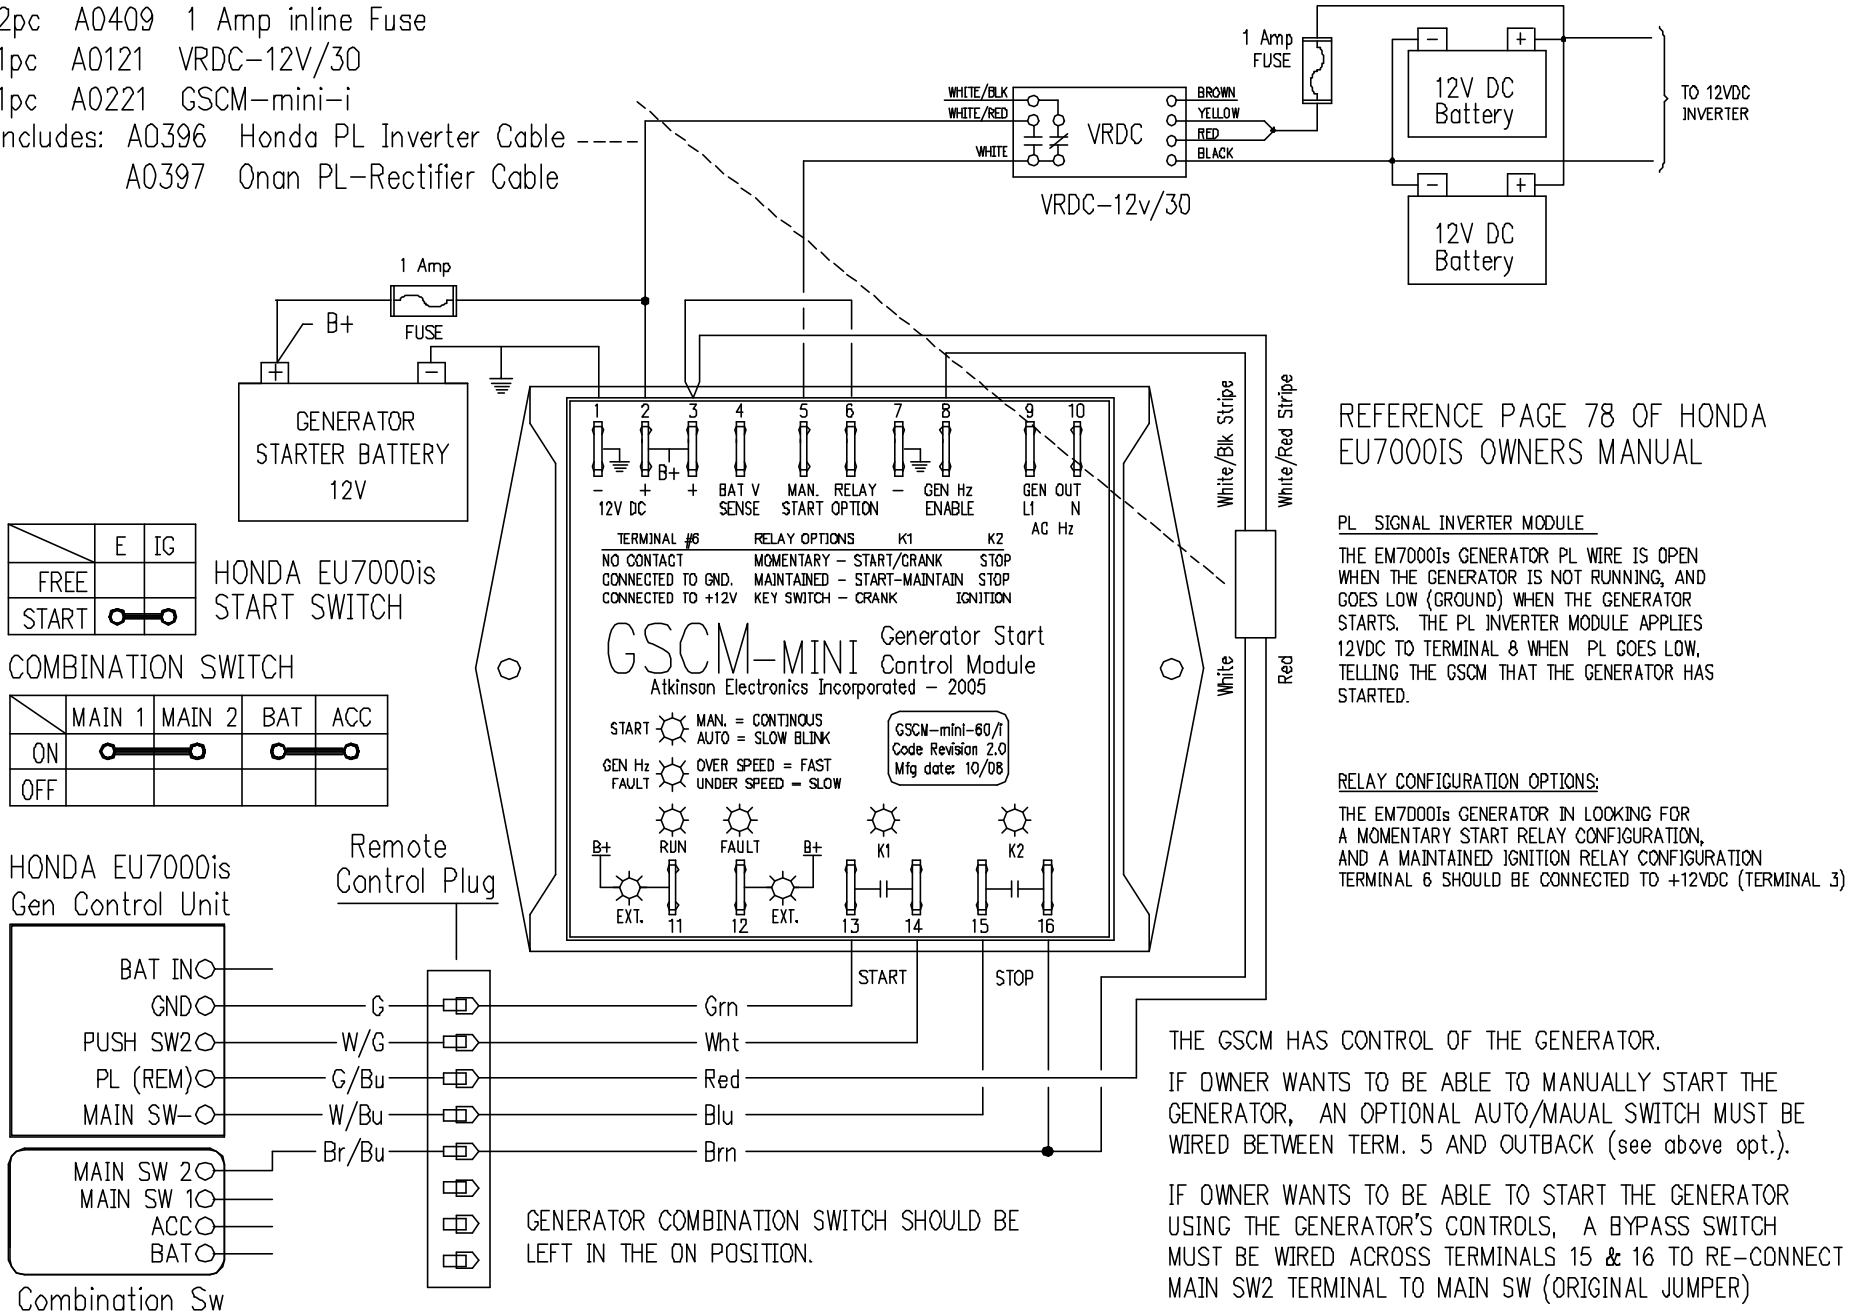 2pc A0409 1 Amp inline Fuse
1pc A0121 VRDC-12V/30
1pc A0221 GSCM-mini-i
ncludes: A0396 Honda PL Inverter Cable
A0397 Onan PL-Rectifier Cable
1 Amp
FUSE
- +
12V DC
Battery
TO 12VDC
INVERTER
WHITE/BLK
WHITE/RED
WHITE
VRDC
BROWN
YELLOW
RED
BLACK
VRDC-12v/30
- +
12V DC
Battery
1 Amp
FUSE
B+
+ -
GENERATOR
STARTER BATTERY
12V
1 2 3 4 5 6 7 8 9 10
B+
- + + BAT V MAN. RELAY - GEN Hz GEN OUT
12V DC SENSE START OPTION ENABLE L1 N
AC Hz
TERMINAL #6 RELAY OPTIONS K1 K2
NO CONTACT MOMENTARY - START/CRANK STOP
CONNECTED TO GND. MAINTAINED - START-MAINTAIN STOP
CONNECTED TO +12V KEY SWITCH - CRANK IGNITION
GSCM-MINI Generator Start
Control Module
Atkinson Electronics Incorporated - 2005
START MAN. = CONTINOUS
AUTO = SLOW BLINK
GEN Hz OVER SPEED = FAST
FAULT UNDER SPEED = SLOW
GSCM-mini-60/i
Code Revision 2.0
Mfg date: 10/08
B+ RUN FAULT B+ K1 K2
EXT. EXT.
11 12 13 14 15 16
START STOP
White/Blk Stripe
White/Red Stripe
White
Red
REFERENCE PAGE 78 OF HONDA
EU7000IS OWNERS MANUAL
PL SIGNAL INVERTER MODULE
THE EM7000Is GENERATOR PL WIRE IS OPEN
WHEN THE GENERATOR IS NOT RUNNING, AND
GOES LOW (GROUND) WHEN THE GENERATOR
STARTS. THE PL INVERTER MODULE APPLIES
12VDC TO TERMINAL 8 WHEN PL GOES LOW,
TELLING THE GSCM THAT THE GENERATOR HAS
STARTED.
RELAY CONFIGURATION OPTIONS:
THE EM7000Is GENERATOR IN LOOKING FOR
A MOMENTARY START RELAY CONFIGURATION,
AND A MAINTAINED IGNITION RELAY CONFIGURATION
TERMINAL 6 SHOULD BE CONNECTED TO +12VDC (TERMINAL 3)
E IG
FREE
START
HONDA EU7000is
START SWITCH
COMBINATION SWITCH
MAIN 1 MAIN 2 BAT ACC
ON
OFF
HONDA EU7000is
Gen Control Unit
Remote
Control Plug
BAT IN
GND G Grn
PUSH SW2 W/G Wht
PL (REM) G/Bu Red
MAIN SW- W/Bu Blu
Br/Bu Brn
MAIN SW 2
MAIN SW 1
ACC
BAT
Combination Sw
GENERATOR COMBINATION SWITCH SHOULD BE
LEFT IN THE ON POSITION.
THE GSCM HAS CONTROL OF THE GENERATOR.
IF OWNER WANTS TO BE ABLE TO MANUALLY START THE
GENERATOR, AN OPTIONAL AUTO/MAUAL SWITCH MUST BE
WIRED BETWEEN TERM. 5 AND OUTBACK (see above opt.).
IF OWNER WANTS TO BE ABLE TO START THE GENERATOR
USING THE GENERATOR'S CONTROLS, A BYPASS SWITCH
MUST BE WIRED ACROSS TERMINALS 15 & 16 TO RE-CONNECT
MAIN SW2 TERMINAL TO MAIN SW (ORIGINAL JUMPER)